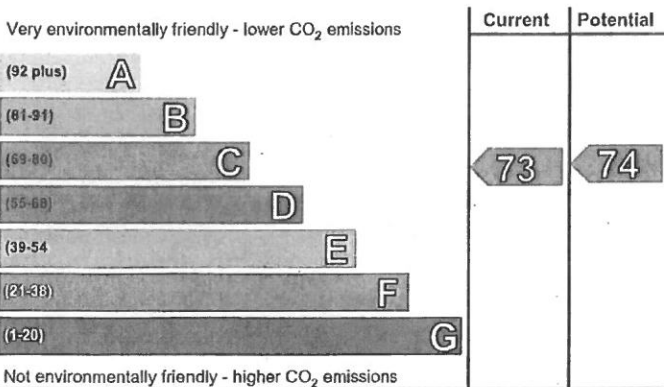 Current Potential
Very environmentally friendly - lower CO₂ emissions
(92 plus) A
(81-91) B
(69-80) C 73 74
(55-68) D
(39-54 E
(21-38) F
(1-20) G
Not environmentally friendly - higher CO₂ emissions